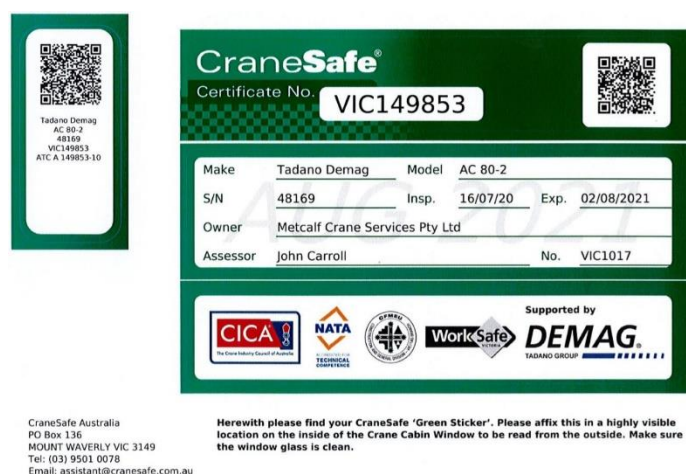 Tadano Demag
AC 80-2
48169
VIC149853
ATC A 149853-10
CraneSafe®
Certificate No. VIC149853
Make Tadano Demag Model AC 80-2
S/N 48169 Insp. 16/07/20 Exp. 02/08/2021
Owner Metcalf Crane Services Pty Ltd
Assessor John Carroll No. VIC1017
AUG 2021
CICA
The Crane Industry Council of Australia
NATA
ACCREDITED FOR
TECHNICAL
COMPETENCE
WorkSafe
VICTORIA
Supported by
DEMAG®
TADANO GROUP
CraneSafe Australia
PO Box 136
MOUNT WAVERLY VIC 3149
Tel: (03) 9501 0078
Email: assistant@cranesafe.com.au
Herewith please find your CraneSafe ‘Green Sticker’. Please affix this in a highly visible
location on the inside of the Crane Cabin Window to be read from the outside. Make sure
the window glass is clean.